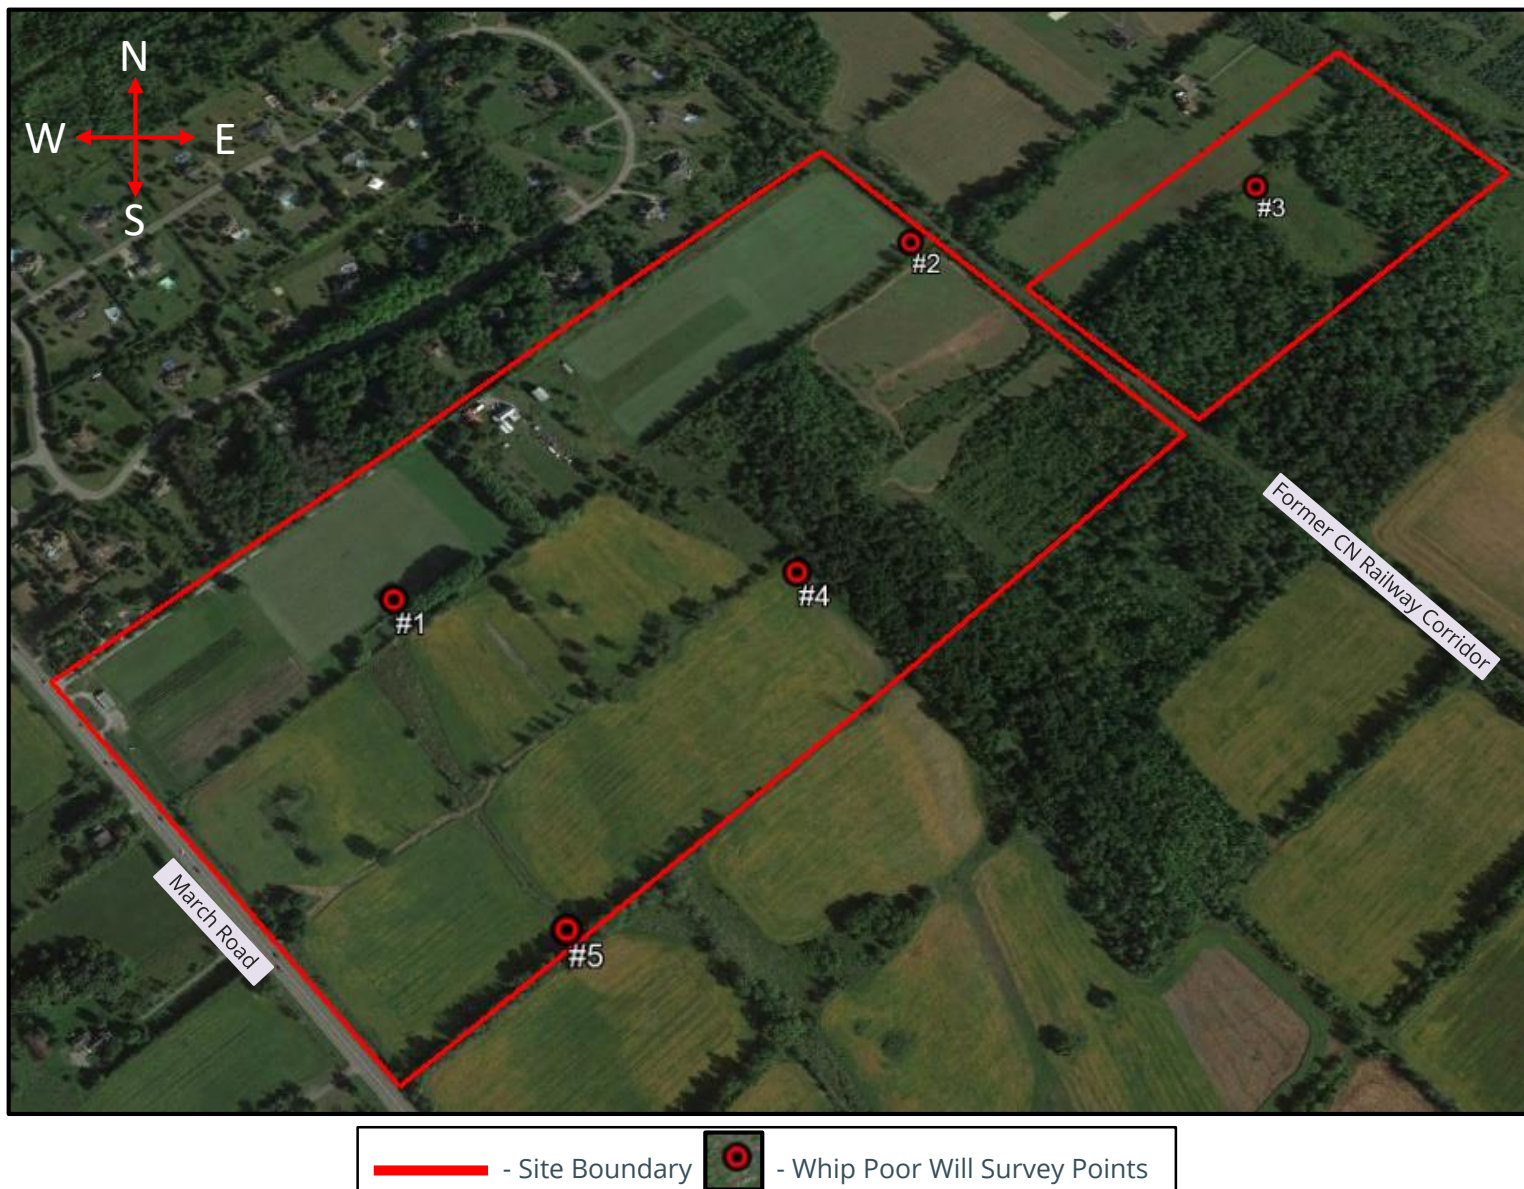 N
W E
S
#3
#2
Former CN Railway Corridor
#4
#1
March Road
#5
- Site Boundary
- Whip Poor Will Survey Points